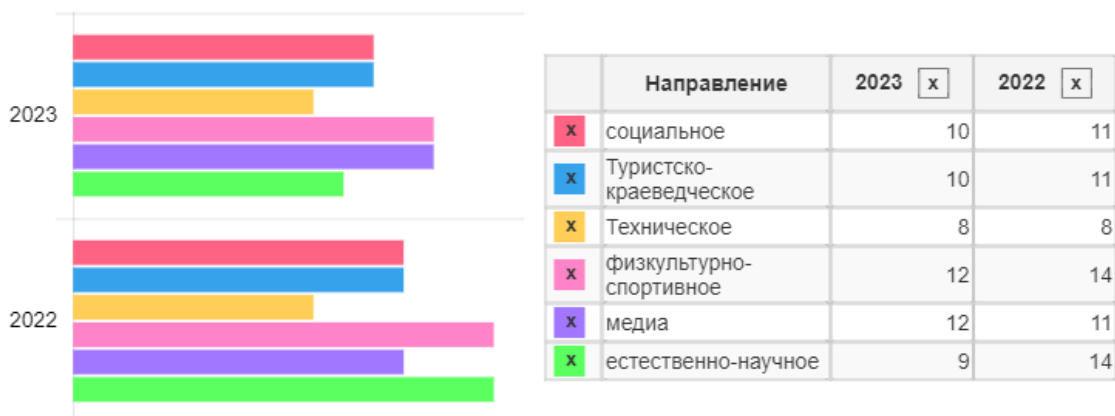 2023
2022
Направление 2023 x 2022 x
x социальное 10 11
x Туристско-
краеведческое 10 11
x Техническое 8 8
x физкультурно-
спортивное 12 14
x медиа 12 11
x естественно-научное 9 14